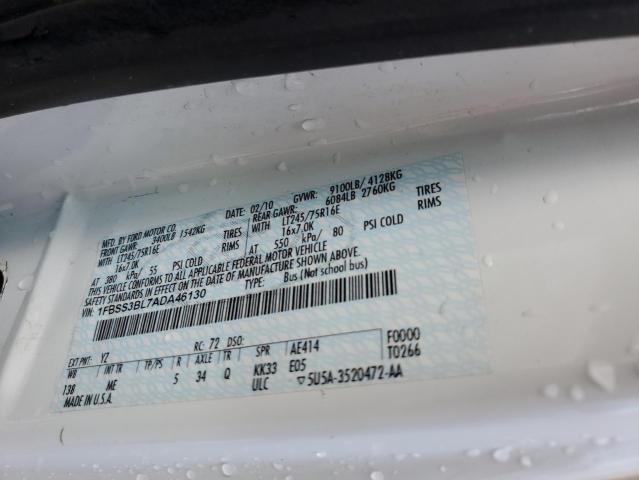 MFD. BY FORD MOTOR CO. DATE: 02/10 GVWR: 9100LB/ 4128KG
FRONT GAWR: 3400LB 1542KG REAR GAWR: 6084LB 2760KG
LT245/75R16E TIRES LT245/75R16E TIRES
16x7.0K RIMS 16x7.0K RIMS
AT 380 kPa/ 55 PSI COLD AT 550 kPa/ 80 PSI COLD
THIS VEHICLE CONFORMS TO ALL APPLICABLE FEDERAL MOTOR VEHICLE
SAFETY STANDARDS IN EFFECT ON THE DATE OF MANUFACTURE SHOWN ABOVE.
VIN: 1FBSS3BL7ADA46130 TYPE: Bus (Not school bus)
EXT PNT: YZ RC: 72 DSO: F0000
WB INT TR TP/PS R AXLE TR SPR AE414 T0266
138 ME 5 34 Q KK33 E05
MADE IN U.S.A. ULC ▽5U5A-3520472-AA